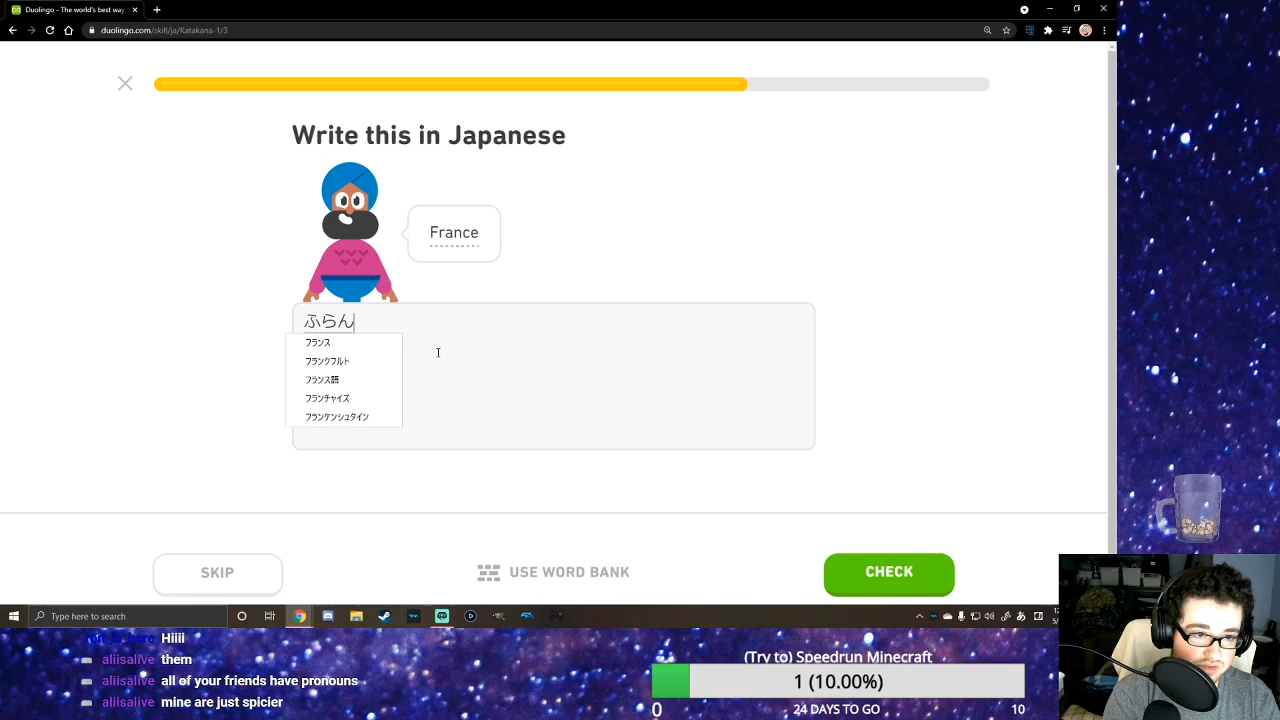 Duolingo - The world's best way
duolingo.com/skill/ja/Katakana-1/3
Write this in Japanese
France
ふらん
フランス
フランクフルト
フランス語
フランチャイズ
フランケンシュタイン
SKIP
USE WORD BANK
CHECK
Type here to search
Hiiii
aliisalive them
aliisalive all of your friends have pronouns
aliisalive mine are just spicier
(Try to) Speedrun Minecraft
1 (10.00%)
0
24 DAYS TO GO
10